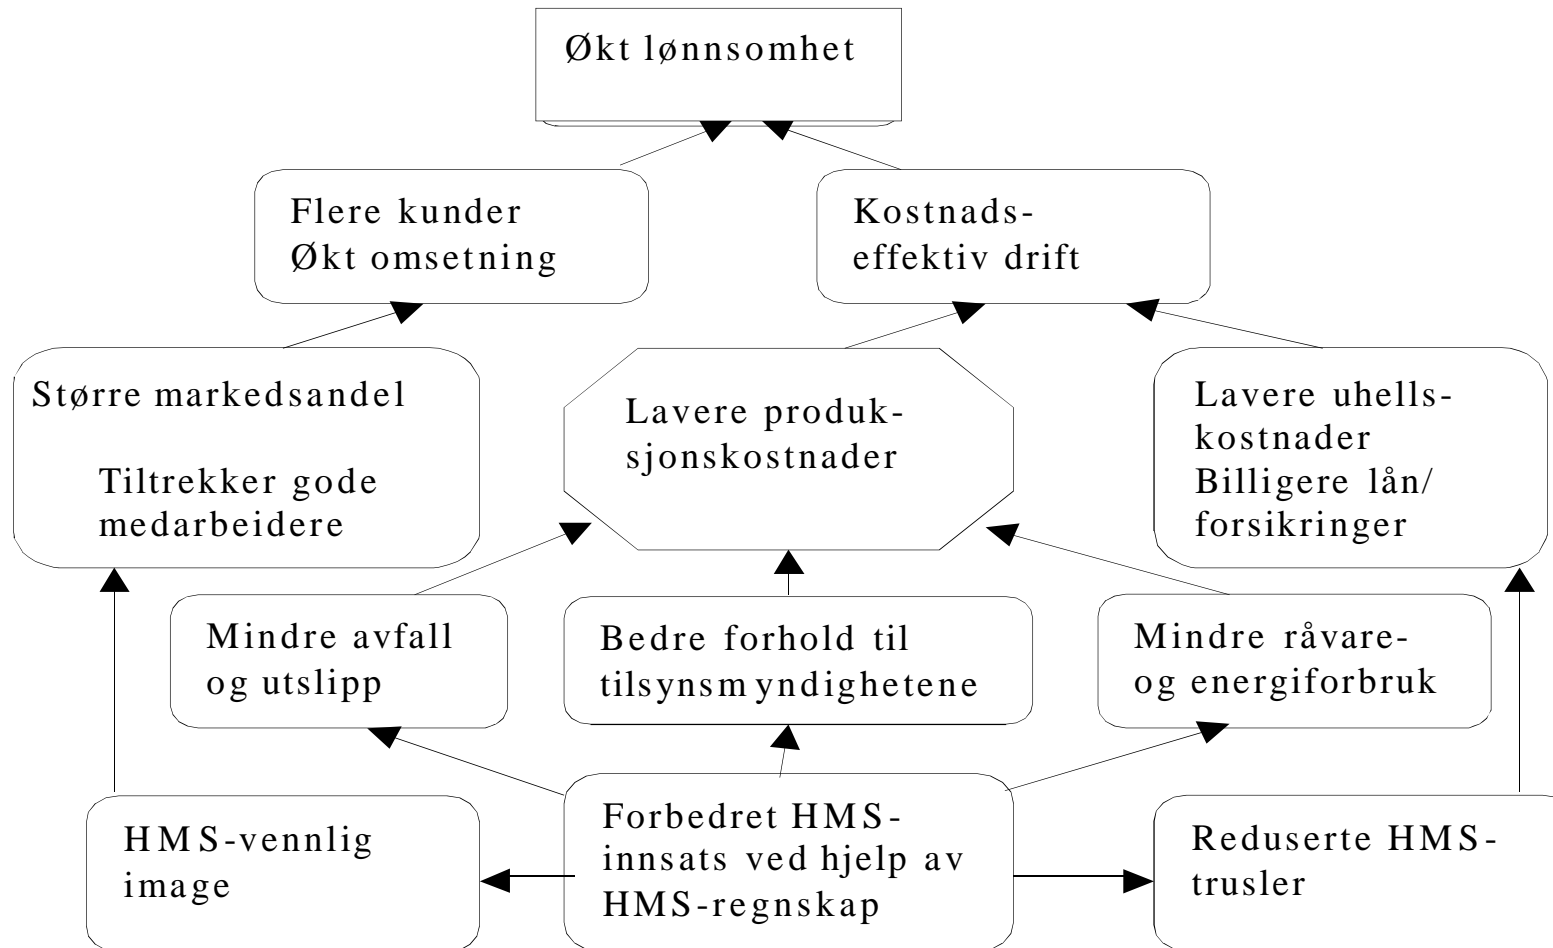 Økt lønnsomhet
Flere kunder
Økt omsetning
Kostnads-
effektiv drift
Større markedsandel
Tiltrekker gode
medarbeidere
Lavere produk-
sjonskostnader
Lavere uhells-
kostnader
Billigere lån/
forsikringer
Mindre avfall
og utslipp
Bedre forhold til
tilsynsmyndighetene
Mindre råvare-
og energiforbruk
HMS-vennlig
image
Forbedret HMS-
innsats ved hjelp av
HMS-regnskap
Reduserte HMS-
trusler